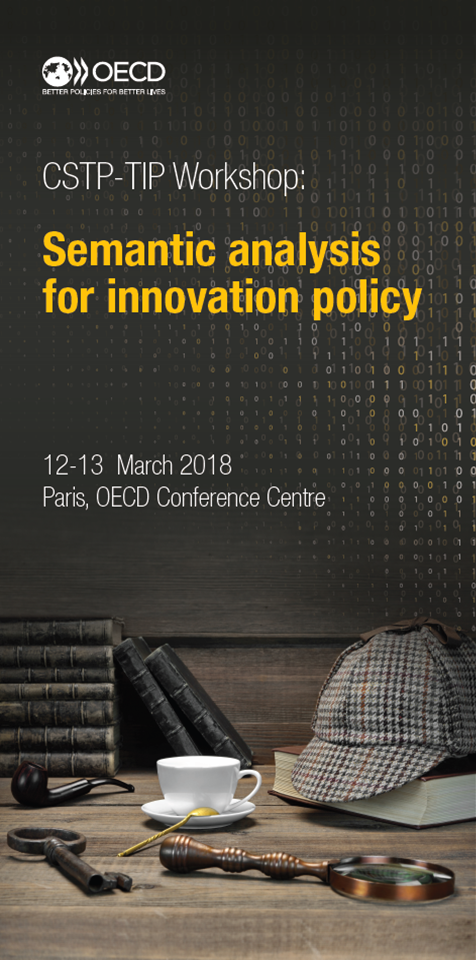 OECD
BETTER POLICIES FOR BETTER LIVES
CSTP-TIP Workshop:
Semantic analysis
for innovation policy
12-13 March 2018
Paris, OECD Conference Centre